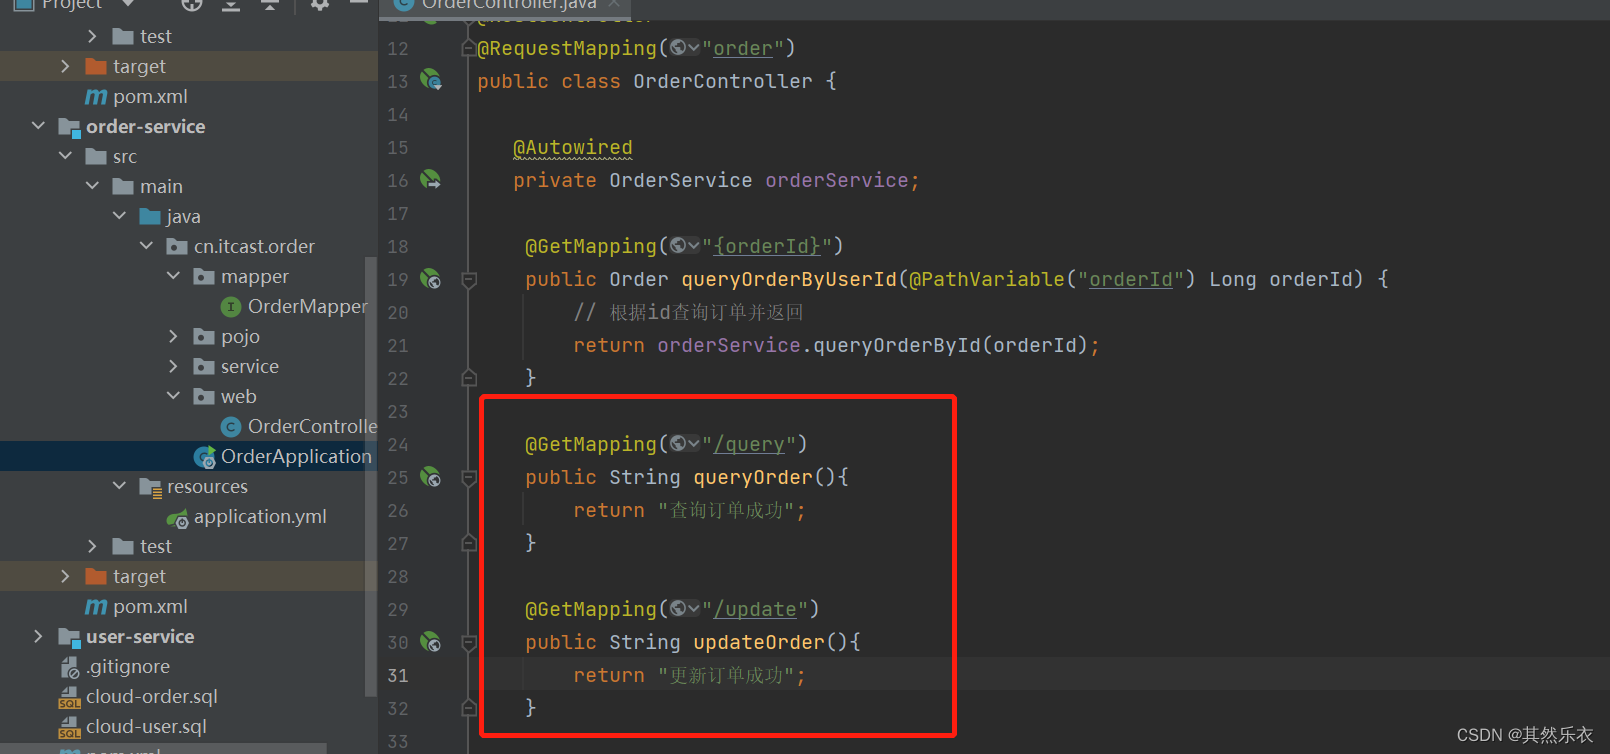 Project
test
target
pom.xml
order-service
src
main
java
cn.itcast.order
mapper
OrderMapper
pojo
service
web
OrderControlle
OrderApplication
resources
application.yml
test
target
pom.xml
user-service
.gitignore
cloud-order.sql
cloud-user.sql
pom.xml
OrderController.java
12 @RequestMapping("order")
13 public class OrderController {
14
15 @Autowired
16 private OrderService orderService;
17
18 @GetMapping("{orderId}")
19 public Order queryOrderByUserId(@PathVariable("orderId") Long orderId) {
20 // 根据id查询订单并返回
21 return orderService.queryOrderById(orderId);
22 }
23
24 @GetMapping("/query")
25 public String queryOrder(){
26 return "查询订单成功";
27 }
28
29 @GetMapping("/update")
30 public String updateOrder(){
31 return "更新订单成功";
32 }
33
CSDN @其然乐衣